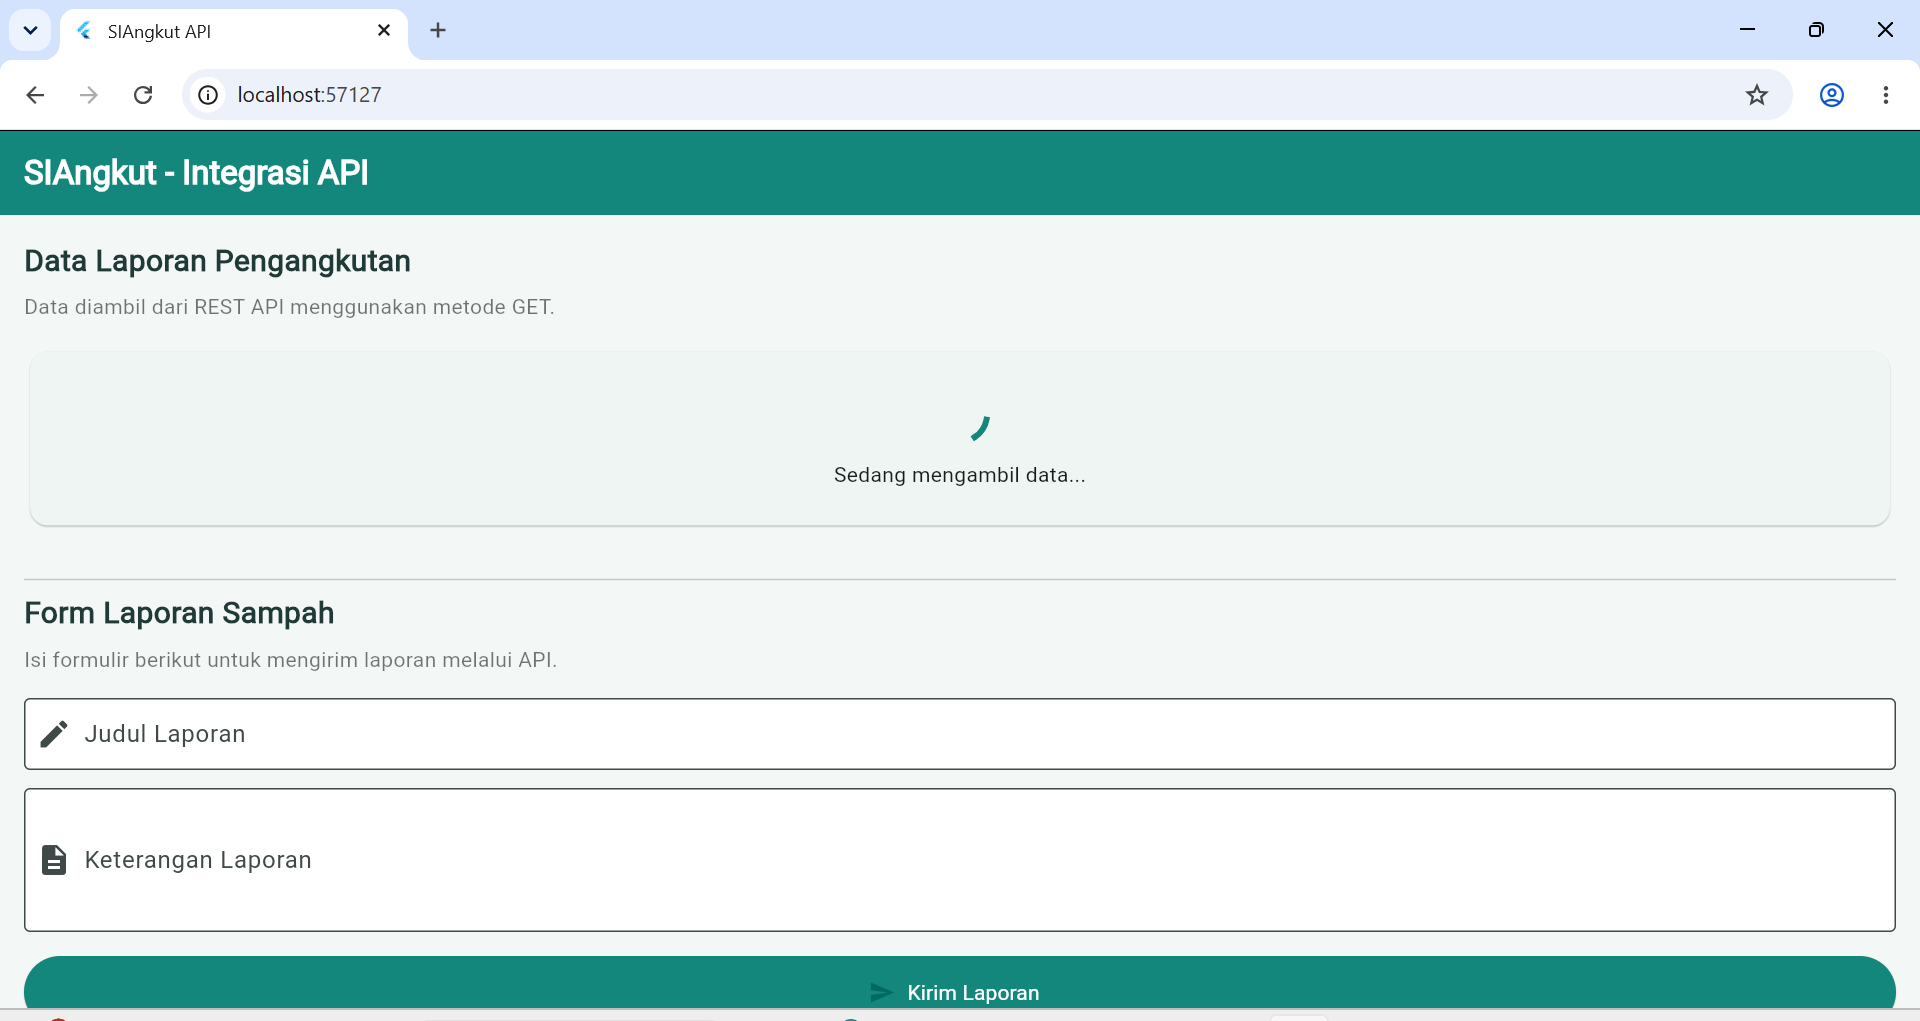 SIAngkut API
localhost:57127
SIAngkut - Integrasi API
Data Laporan Pengangkutan
Data diambil dari REST API menggunakan metode GET.
Sedang mengambil data...
Form Laporan Sampah
Isi formulir berikut untuk mengirim laporan melalui API.
Judul Laporan
Keterangan Laporan
Kirim Laporan